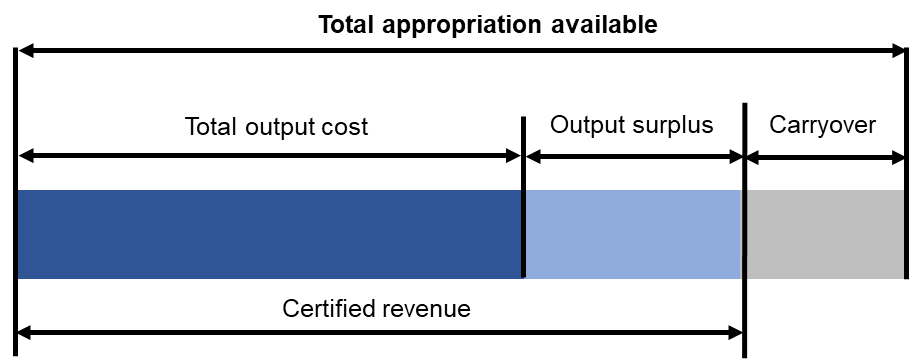 Total appropriation available
Total output cost
Output surplus
Carryover
Certified revenue